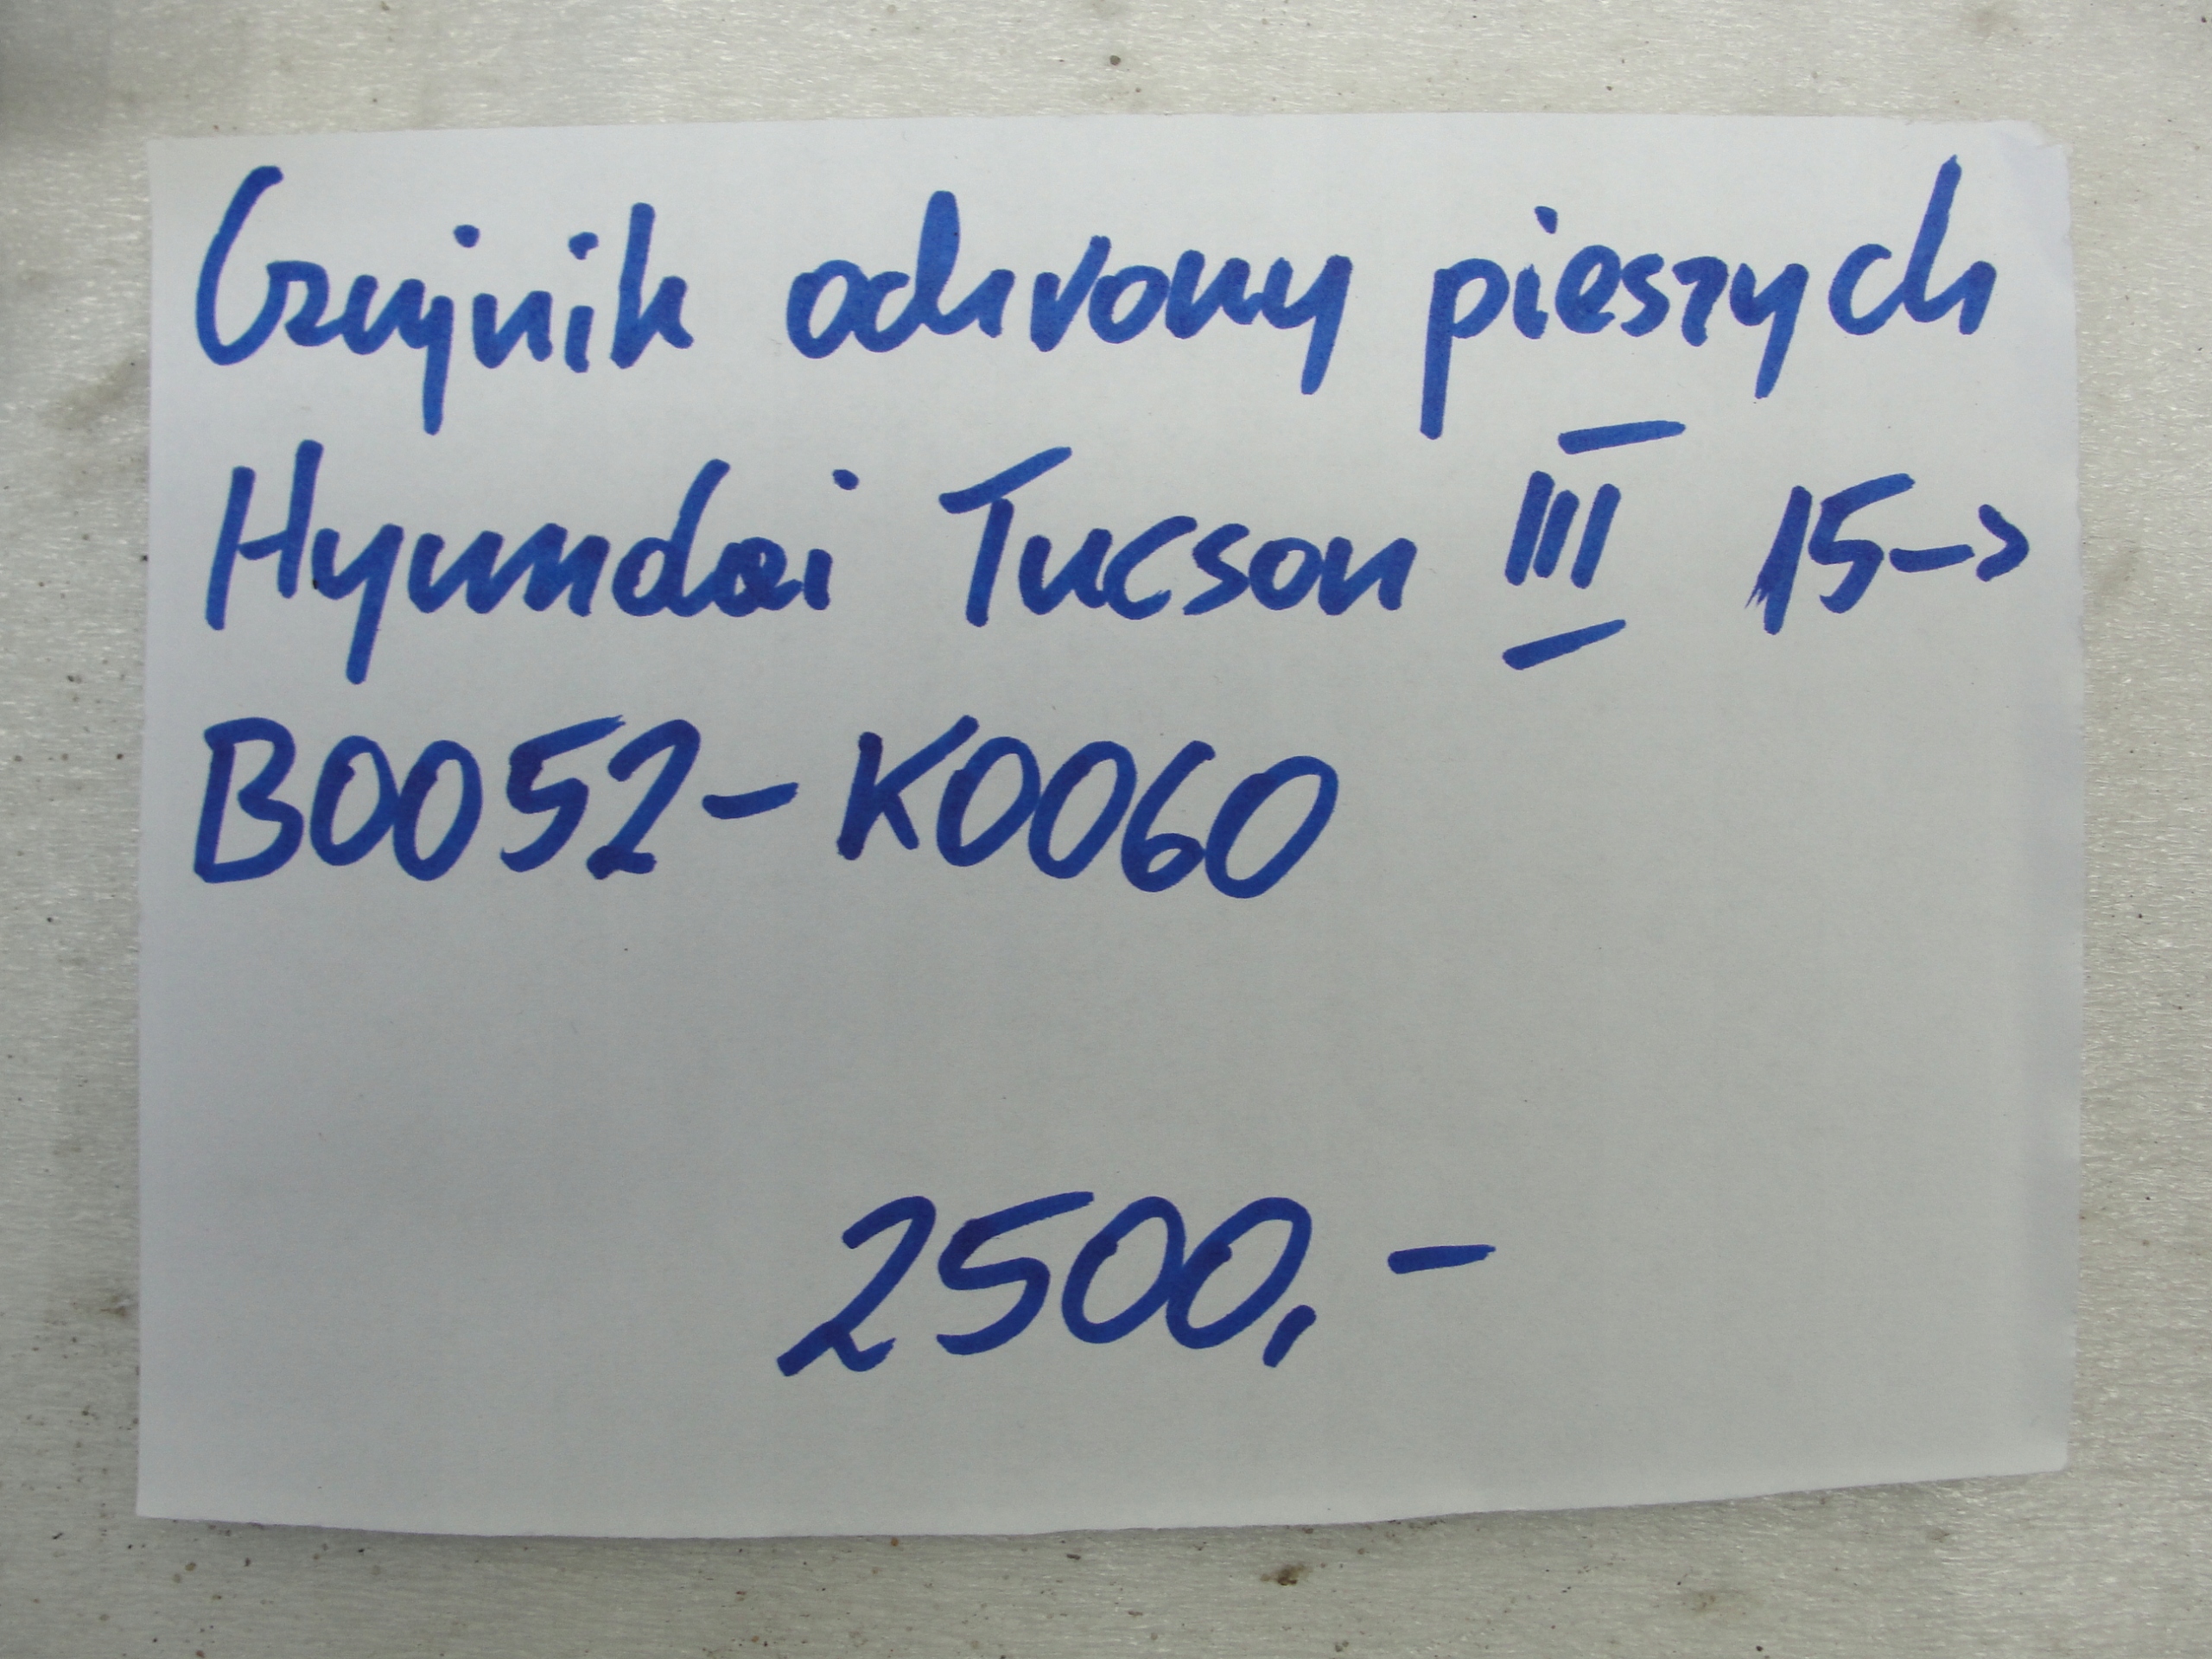 Czujnik ochrony pieszych
Hyundai Tucson III 15->
B0052-K0060
2500,-